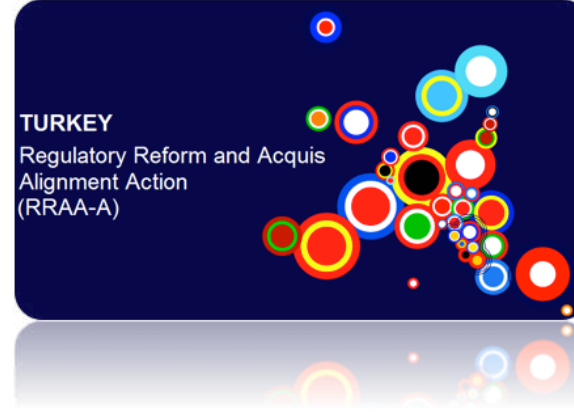 TURKEY
Regulatory Reform and Acquis
Alignment Action
(RRAA-A)